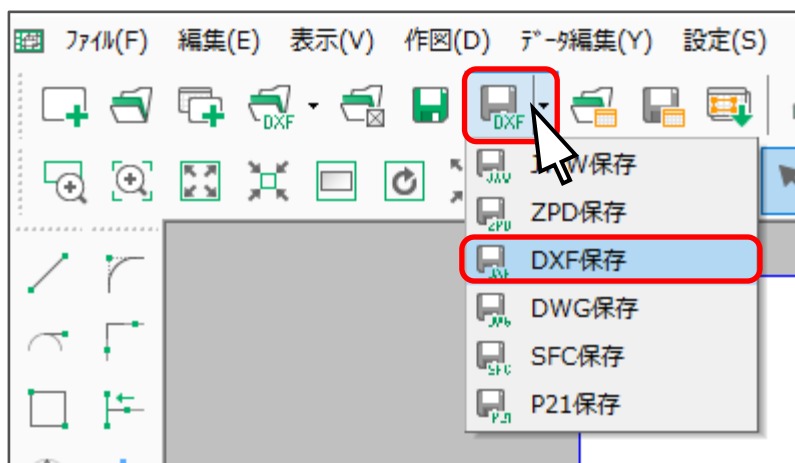 ﾌｧｲﾙ(F) 編集(E) 表示(V) 作図(D) ﾃﾞｰﾀ編集(Y) 設定(S)
DXF DXF
保存
ZPD保存
DXF保存
DWG保存
SFC保存
P21保存